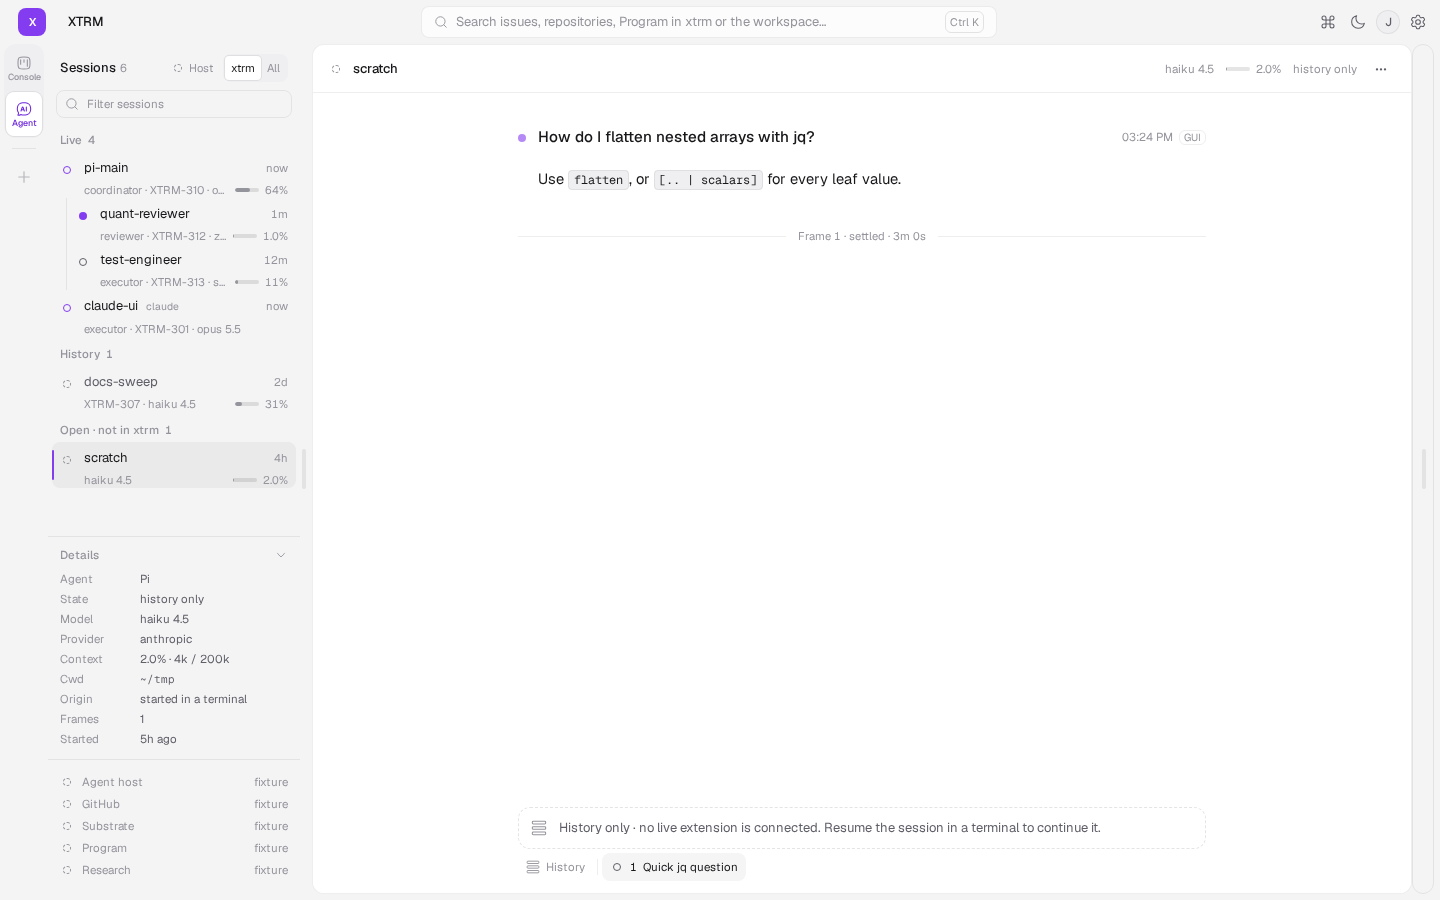 X XTRM Search issues, repositories, Program in xtrm or the workspace... Ctrl K J
Console
Agent
Sessions 6 Host xtrm All
Filter sessions
Live 4
pi-main now
coordinator · XTRM-310 · o... 64%
quant-reviewer 1m
reviewer · XTRM-312 · z... 1.0%
test-engineer 12m
executor · XTRM-313 · s... 11%
claude-ui claude now
executor · XTRM-301 · opus 5.5
History 1
docs-sweep 2d
XTRM-307 · haiku 4.5 31%
Open · not in xtrm 1
scratch 4h
haiku 4.5 2.0%
Details
Agent Pi
State history only
Model haiku 4.5
Provider anthropic
Context 2.0% · 4k / 200k
Cwd ~/tmp
Origin started in a terminal
Frames 1
Started 5h ago
Agent host fixture
GitHub fixture
Substrate fixture
Program fixture
Research fixture
scratch haiku 4.5 2.0% history only ...
How do I flatten nested arrays with jq? 03:24 PM GUI
Use flatten, or [.. | scalars] for every leaf value.
Frame 1 · settled · 3m 0s
History only · no live extension is connected. Resume the session in a terminal to continue it.
History 1 Quick jq question